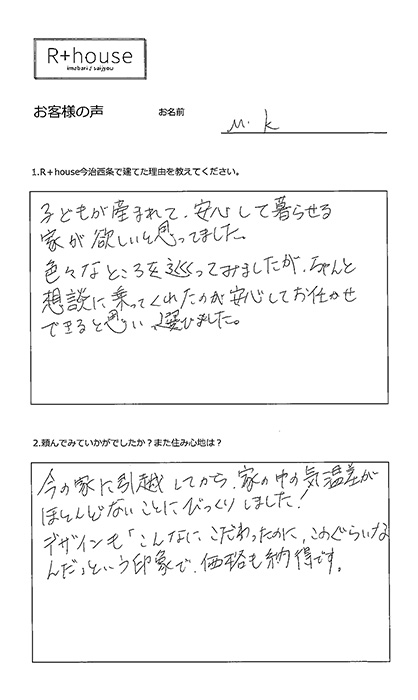 R+house
imabari / saijyou
お客様の声
お名前
M. K
1.R+house今治西条で建てた理由を教えてください。
子どもが産まれて、安心して暮らせる
家が欲しいと思ってました。
色々なところを巡ってみましたが、ちゃんと
想談に乗ってくれたのが安心してお任せ
できると思い選びました。
2.頼んでみていかがでしたか？また住み心地は？
今の家に引越してから、家の中の気温差が
ほとんどないことにびっくりしました！
デザインも「こんなにこだわったのに、このぐらいな
んだ」という印象で、価格も納得です。